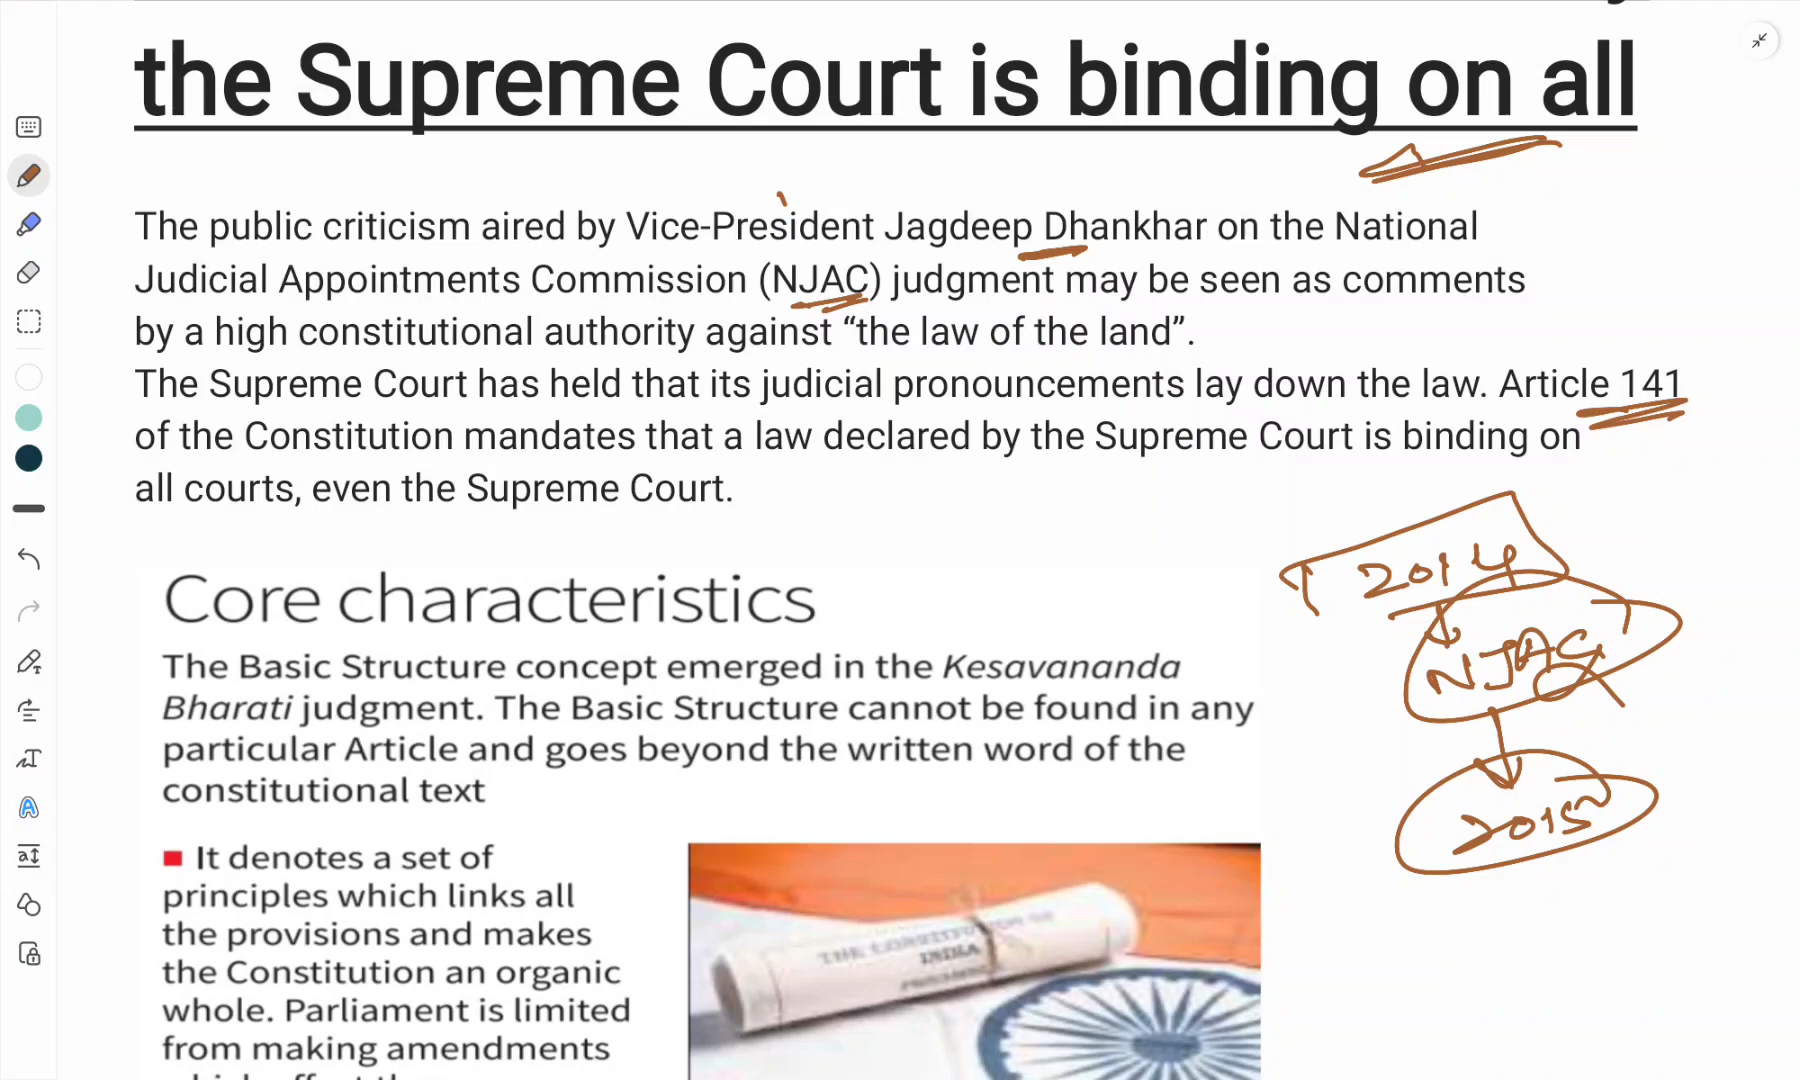 the Supreme Court is binding on all
The public criticism aired by Vice-President Jagdeep Dhankhar on the National
Judicial Appointments Commission (NJAC) judgment may be seen as comments
by a high constitutional authority against “the law of the land”.
The Supreme Court has held that its judicial pronouncements lay down the law. Article 141
of the Constitution mandates that a law declared by the Supreme Court is binding on
all courts, even the Supreme Court.
2014
NJAC
2015
Core characteristics
The Basic Structure concept emerged in the Kesavananda
Bharati judgment. The Basic Structure cannot be found in any
particular Article and goes beyond the written word of the
constitutional text
It denotes a set of
principles which links all
the provisions and makes
the Constitution an organic
whole. Parliament is limited
from making amendments
THE CONSTITUTION
INDIA